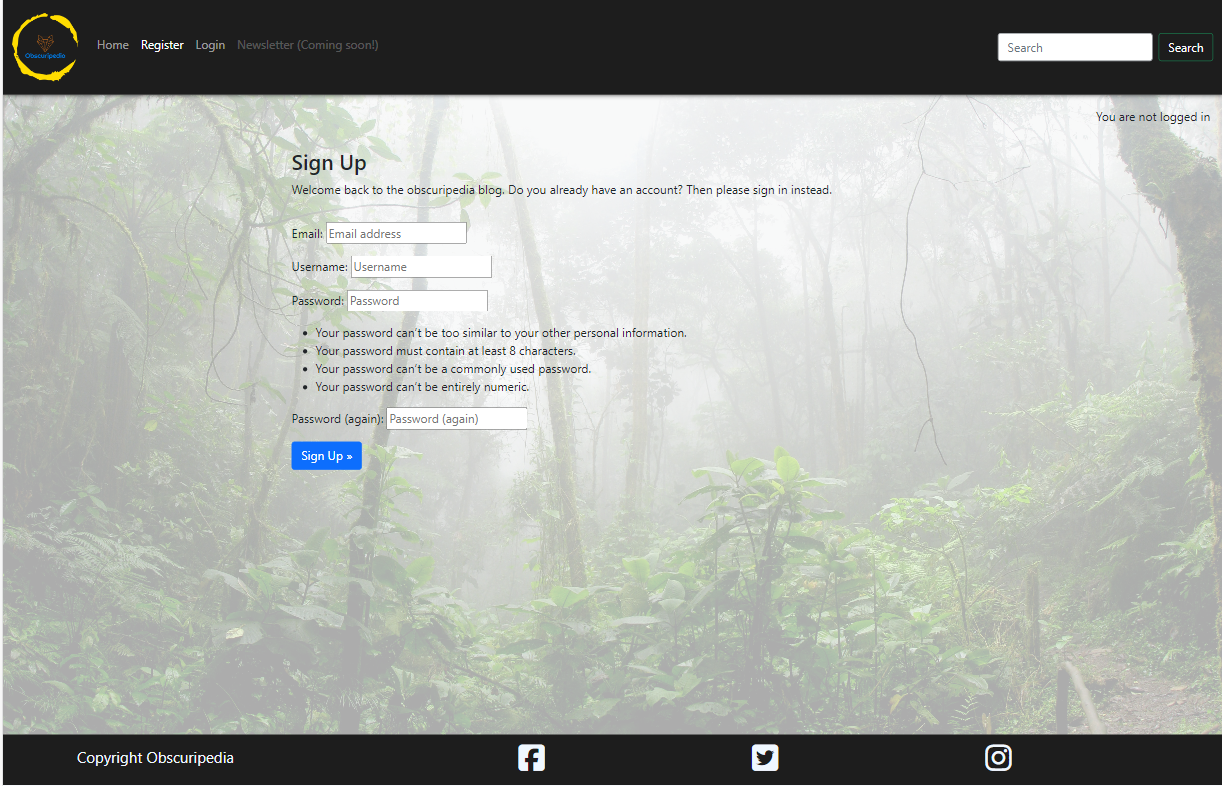 Obscuripedia
Home Register Login Newsletter (Coming soon!)
Search Search
You are not logged in
Sign Up
Welcome back to the obscuripedia blog. Do you already have an account? Then please sign in instead.
Email: Email address
Username: Username
Password: Password
• Your password can't be too similar to your other personal information.
• Your password must contain at least 8 characters.
• Your password can't be a commonly used password.
• Your password can't be entirely numeric.
Password (again): Password (again)
Sign Up »
Copyright Obscuripedia